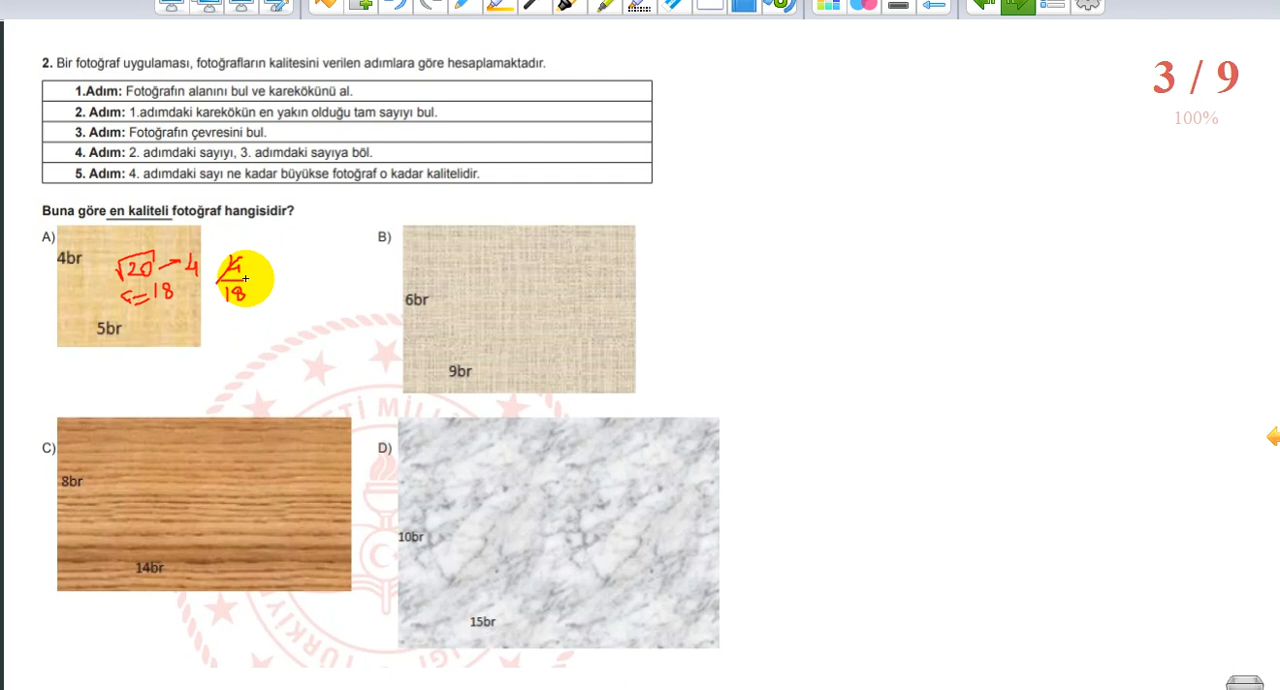 3 / 9
100%
2. Bir fotoğraf uygulaması, fotoğrafların kalitesini verilen adımlara göre hesaplamaktadır.
1.Adım: Fotoğrafın alanını bul ve karekökünü al.
2. Adım: 1.adımdaki karekökün en yakın olduğu tam sayıyı bul.
3. Adım: Fotoğrafın çevresini bul.
4. Adım: 2. adımdaki sayıyı, 3. adımdaki sayıya böl.
5. Adım: 4. adımdaki sayı ne kadar büyükse fotoğraf o kadar kalitelidir.
Buna göre en kaliteli fotoğraf hangisidir?
A)
4br
√20 → 4
Ç = 18
4
18
5br
B)
6br
9br
C)
8br
14br
D)
10br
15br